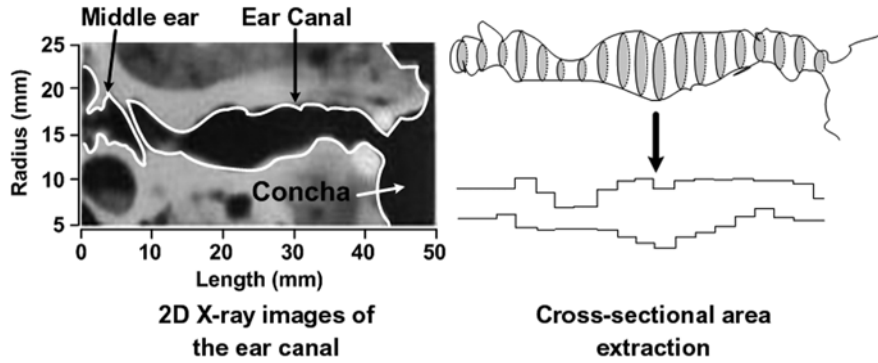 Middle ear
Ear Canal
25
20
15
10
5
Radius (mm)
Concha
0
10
20
30
40
50
Length (mm)
2D X-ray images of
the ear canal
Cross-sectional area
extraction